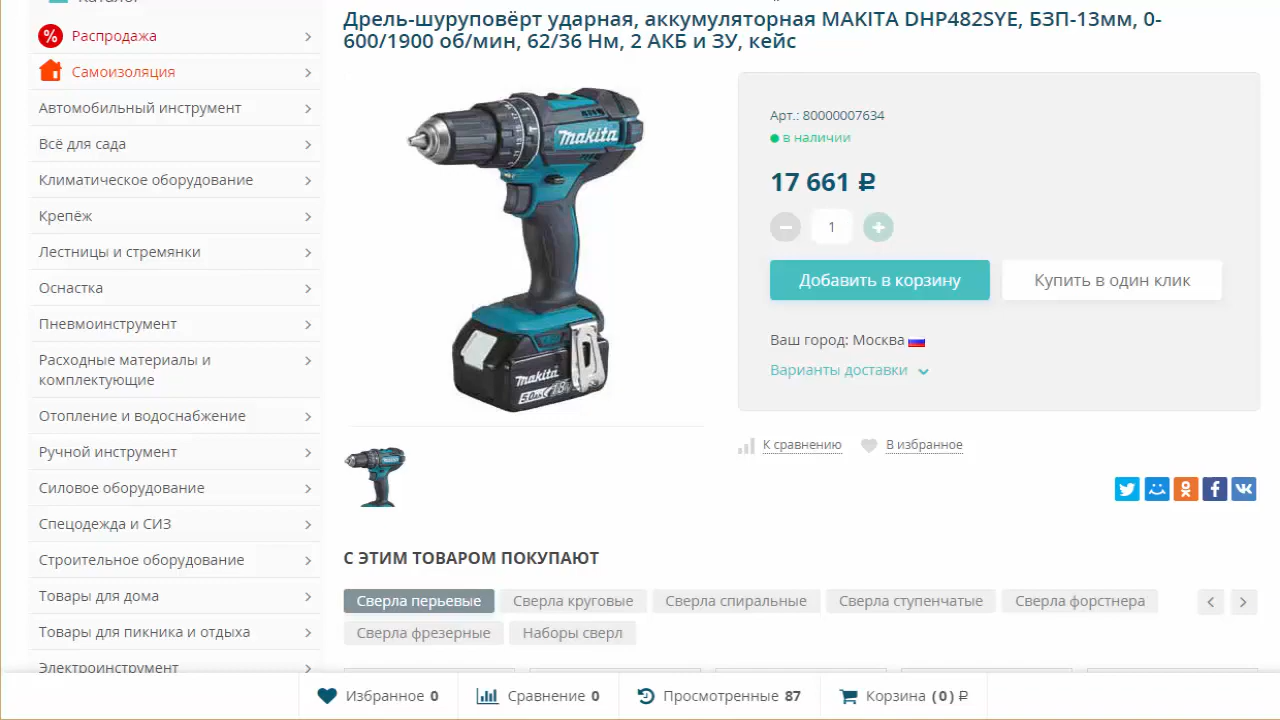 Каталог
%
Распродажа
Самоизоляция
Автомобильный инструмент
Всё для сада
Климатическое оборудование
Крепёж
Лестницы и стремянки
Оснастка
Пневмоинструмент
Расходные материалы и
комплектующие
Отопление и водоснабжение
Ручной инструмент
Силовое оборудование
Спецодежда и СИЗ
Строительное оборудование
Товары для дома
Товары для пикника и отдыха
Электроинструмент
Дрель-шуруповёрт ударная, аккумуляторная MAKITA DHP482SYE, БЗП-13мм, 0-
600/1900 об/мин, 62/36 Нм, 2 АКБ и ЗУ, кейс
Makita
Makita
5.0Ah
18
Арт.: 80000007634
в наличии
17 661 ₽
1
Добавить в корзину
Купить в один клик
Ваш город: Москва
Варианты доставки
К сравнению
В избранное
С ЭТИМ ТОВАРОМ ПОКУПАЮТ
Сверла перьевые
Сверла круговые
Сверла спиральные
Сверла ступенчатые
Сверла форстнера
Сверла фрезерные
Наборы сверл
Избранное 0
Сравнение 0
Просмотренные 87
Корзина ( 0 ) ₽